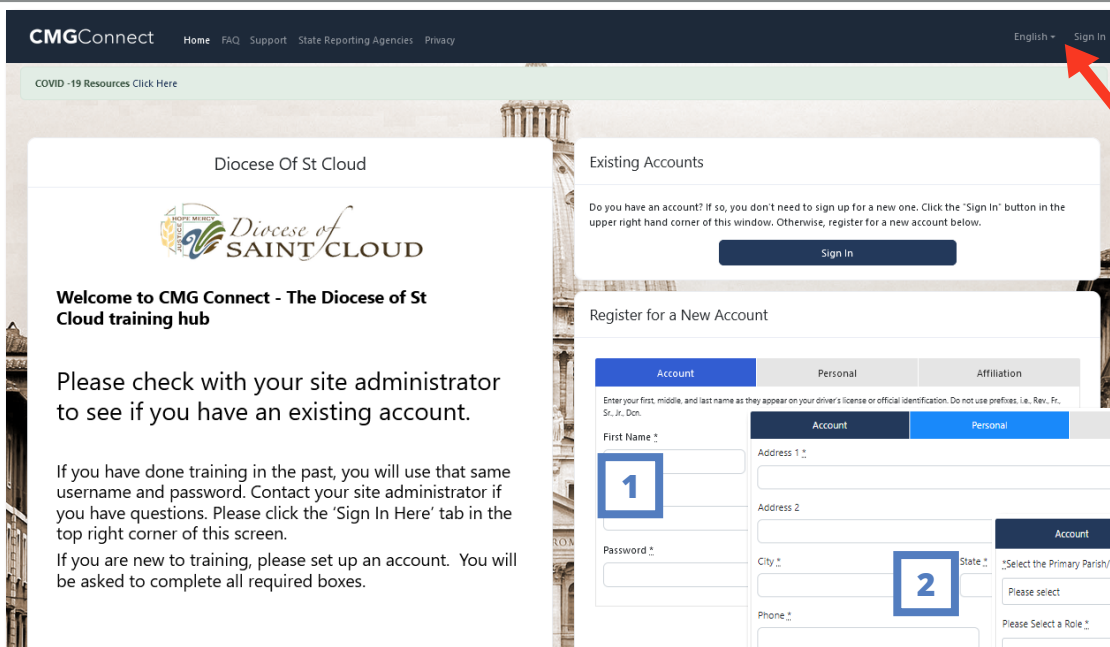 CMGConnect Home FAQ Support State Reporting Agencies Privacy English Sign In
COVID -19 Resources Click Here
Diocese Of St Cloud
HOPE MERCY
JUSTICE
Diocese of
SAINT CLOUD
Welcome to CMG Connect - The Diocese of St
Cloud training hub
Please check with your site administrator
to see if you have an existing account.
If you have done training in the past, you will use that same
username and password. Contact your site administrator if
you have questions. Please click the ‘Sign In Here’ tab in the
top right corner of this screen.
If you are new to training, please set up an account. You will
be asked to complete all required boxes.
Existing Accounts
Do you have an account? If so, you don't need to sign up for a new one. Click the "Sign In" button in the
upper right hand corner of this window. Otherwise, register for a new account below.
Sign In
Register for a New Account
Account Personal Affiliation
Enter your first, middle, and last name as they appear on your driver's license or official identification. Do not use prefixes, i.e., Rev., Fr.,
Sr., Jr., Dcn.
First Name *
1
Password *
Account Personal
Address 1 *
Address 2
City * State *
2
Phone *
Account
*Select the Primary Parish/
Please select
Please Select a Role *